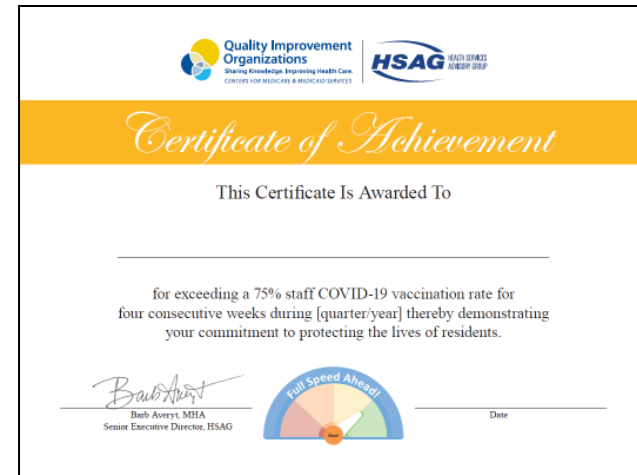 Quality Improvement
Organizations
Sharing Knowledge. Improving Health Care.
CENTERS FOR MEDICARE & MEDICAID SERVICES
HSAG HEALTH SERVICES
ADVISORY GROUP
Certificate of Achievement
This Certificate Is Awarded To
for exceeding a 75% staff COVID-19 vaccination rate for
four consecutive weeks during [quarter/year] thereby demonstrating
your commitment to protecting the lives of residents.
Barb Averyt
Full Speed Ahead!
Goal
Barb Averyt, MHA
Senior Executive Director, HSAG
Date